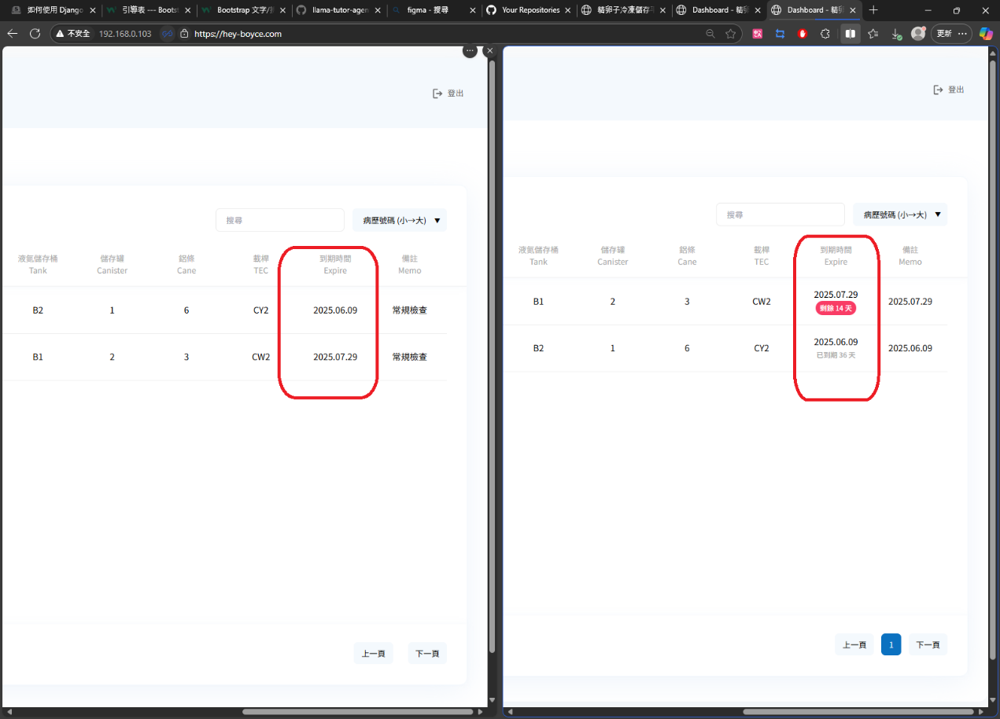 如何使用 Django
引導表 --- Boots
Bootstrap 文字/
llama-tutor-agen
figma - 搜尋
Your Repositories
精卵子冷凍儲存
Dashboard - 精卵
Dashboard - 精卵
不安全
192.168.0.103
https://hey-boyce.com
更新
登出
搜尋
病歷號碼 (小→大) ▼
液氮儲存桶 儲存罐 鋁條 載桿 到期時間 備註
Tank Canister Cane TEC Expire Memo
B2 1 6 CY2 2025.06.09 常規檢查
B1 2 3 CW2 2025.07.29 常規檢查
上一頁 下一頁
登出
搜尋
病歷號碼 (小→大) ▼
液氮儲存桶 儲存罐 鋁條 載桿 到期時間 備註
Tank Canister Cane TEC Expire Memo
B1 2 3 CW2 2025.07.29 2025.07.29
剩餘 14 天
B2 1 6 CY2 2025.06.09 2025.06.09
已到期 36 天
上一頁 1 下一頁